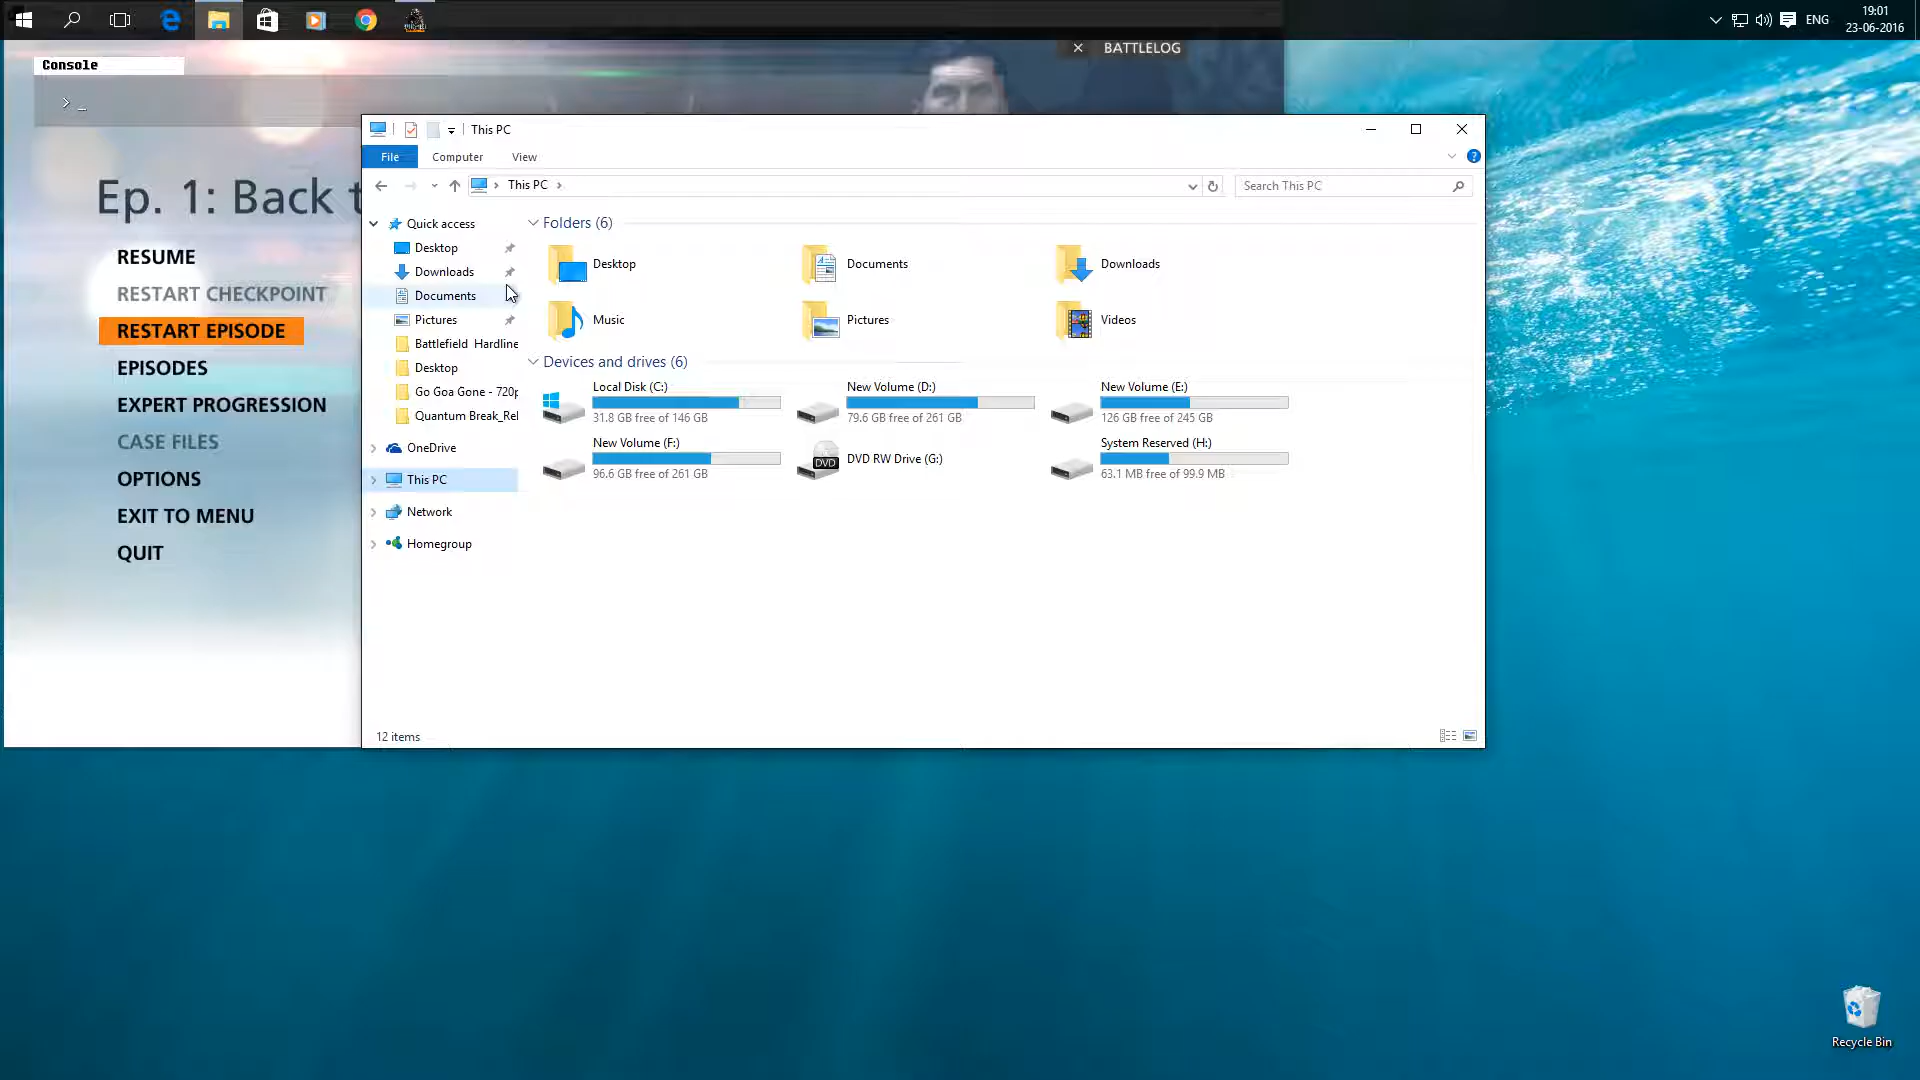 ENG
19:01
23-06-2016
BATTLELOG
Console
> _
Ep. 1: Back t
RESUME
RESTART CHECKPOINT
RESTART EPISODE
EPISODES
EXPERT PROGRESSION
CASE FILES
OPTIONS
EXIT TO MENU
QUIT
This PC
File
Computer
View
This PC
Search This PC
Quick access
Desktop
Downloads
Documents
Pictures
Battlefield Hardline
Desktop
Go Goa Gone - 720p
Quantum Break_Rel
OneDrive
This PC
Network
Homegroup
Folders (6)
Desktop
Documents
Downloads
Music
Pictures
Videos
Devices and drives (6)
Local Disk (C:)
31.8 GB free of 146 GB
New Volume (D:)
79.6 GB free of 261 GB
New Volume (E:)
126 GB free of 245 GB
New Volume (F:)
96.6 GB free of 261 GB
DVD
DVD RW Drive (G:)
System Reserved (H:)
63.1 MB free of 99.9 MB
12 items
Recycle Bin